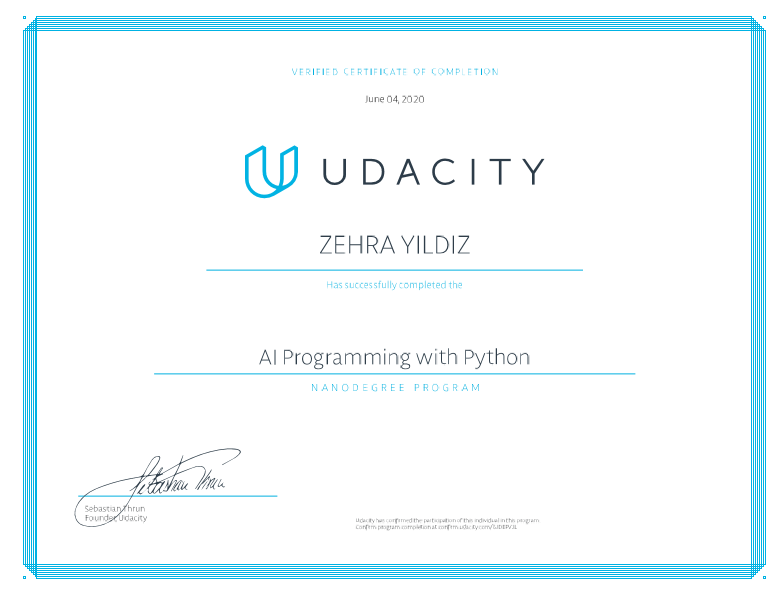 VERIFIED CERTIFICATE OF COMPLETION
June 04, 2020
UDACITY
ZEHRA YILDIZ
Has successfully completed the
AI Programming with Python
NANODEGREE PROGRAM
Sebastian Thrun
Sebastian Thrun
Founder, Udacity
Udacity has confirmed the participation of this individual in this program.
Confirm program completion at confirm.udacity.com/